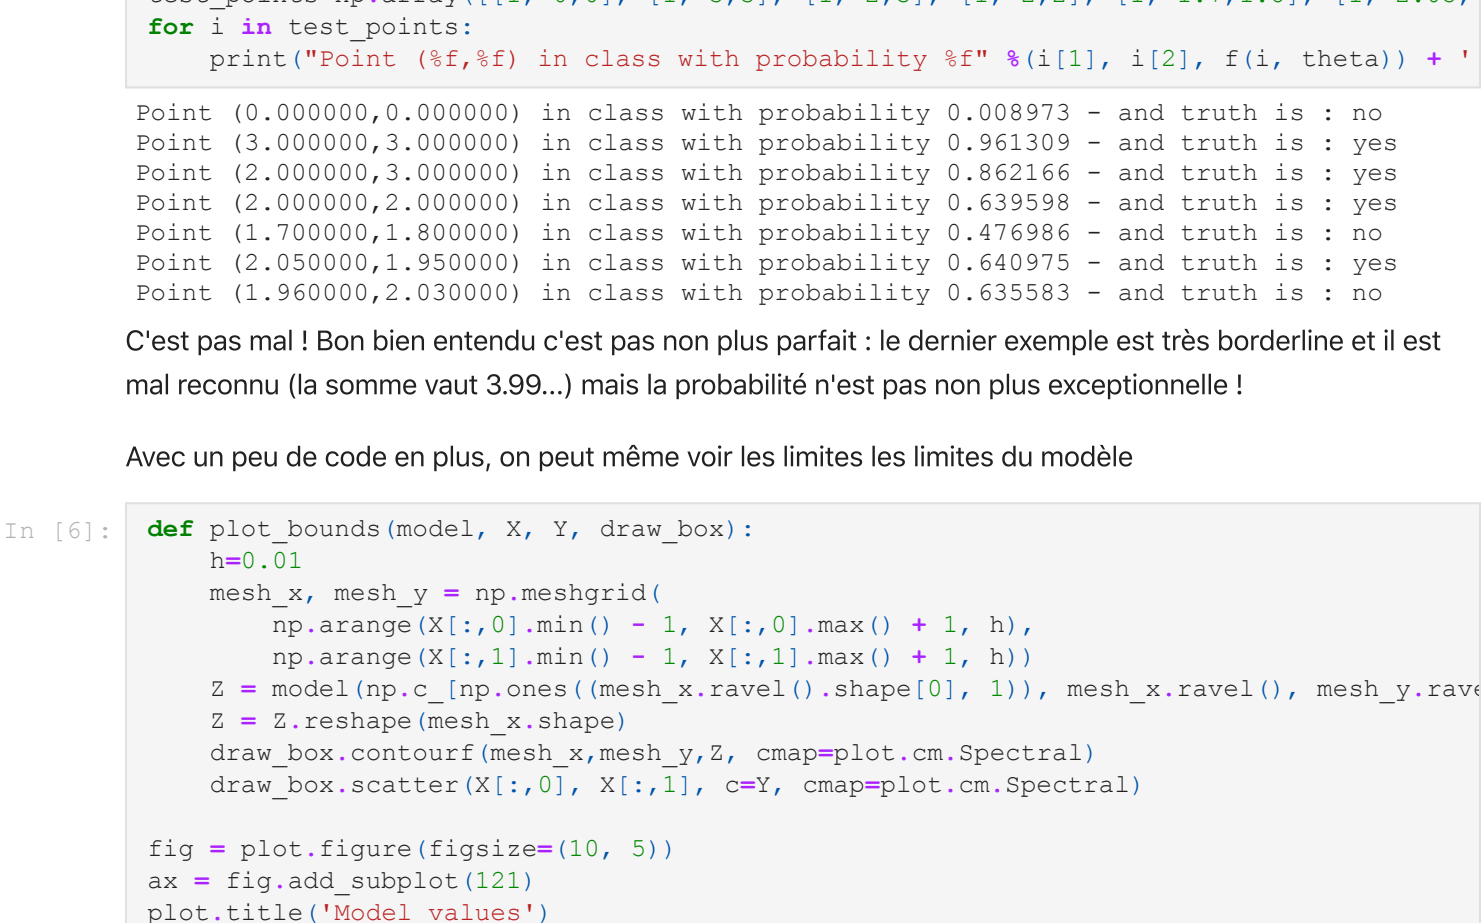 for i in test_points:
    print("Point (%f,%f) in class with probability %f" %(i[1], i[2], f(i, theta)) + '
Point (0.000000,0.000000) in class with probability 0.008973 - and truth is : no
Point (3.000000,3.000000) in class with probability 0.961309 - and truth is : yes
Point (2.000000,3.000000) in class with probability 0.862166 - and truth is : yes
Point (2.000000,2.000000) in class with probability 0.639598 - and truth is : yes
Point (1.700000,1.800000) in class with probability 0.476986 - and truth is : no
Point (2.050000,1.950000) in class with probability 0.640975 - and truth is : yes
Point (1.960000,2.030000) in class with probability 0.635583 - and truth is : no
C'est pas mal ! Bon bien entendu c'est pas non plus parfait : le dernier exemple est très borderline et il est
mal reconnu (la somme vaut 3.99...) mais la probabilité n'est pas non plus exceptionnelle !
Avec un peu de code en plus, on peut même voir les limites les limites du modèle
In [6]: def plot_bounds(model, X, Y, draw_box):
    h=0.01
    mesh_x, mesh_y = np.meshgrid(
        np.arange(X[:,0].min() - 1, X[:,0].max() + 1, h),
        np.arange(X[:,1].min() - 1, X[:,1].max() + 1, h))
    Z = model(np.c_[np.ones((mesh_x.ravel().shape[0], 1)), mesh_x.ravel(), mesh_y.rave
    Z = Z.reshape(mesh_x.shape)
    draw_box.contourf(mesh_x,mesh_y,Z, cmap=plot.cm.Spectral)
    draw_box.scatter(X[:,0], X[:,1], c=Y, cmap=plot.cm.Spectral)
fig = plot.figure(figsize=(10, 5))
ax = fig.add_subplot(121)
plot.title('Model values')